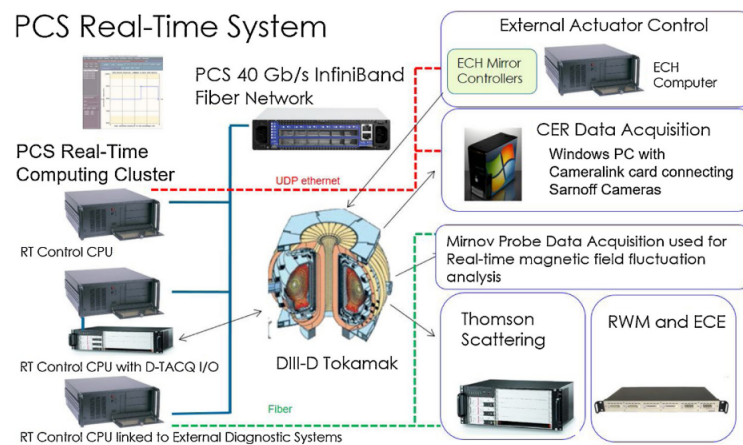 PCS Real-Time System
External Actuator Control
ECH Mirror
Controllers
ECH
Computer
PCS 40 Gb/s InfiniBand
Fiber Network
CER Data Acquisition
Windows PC with
Cameralink card connecting
Sarnoff Cameras
PCS Real-Time
Computing Cluster
UDP ethernet
RT Control CPU
Mirnov Probe Data Acquisition used for
Real-time magnetic field fluctuation
analysis
Thomson
Scattering
RWM and ECE
RT Control CPU with D-TACQ I/O
DIII-D Tokamak
Fiber
RT Control CPU linked to External Diagnostic Systems